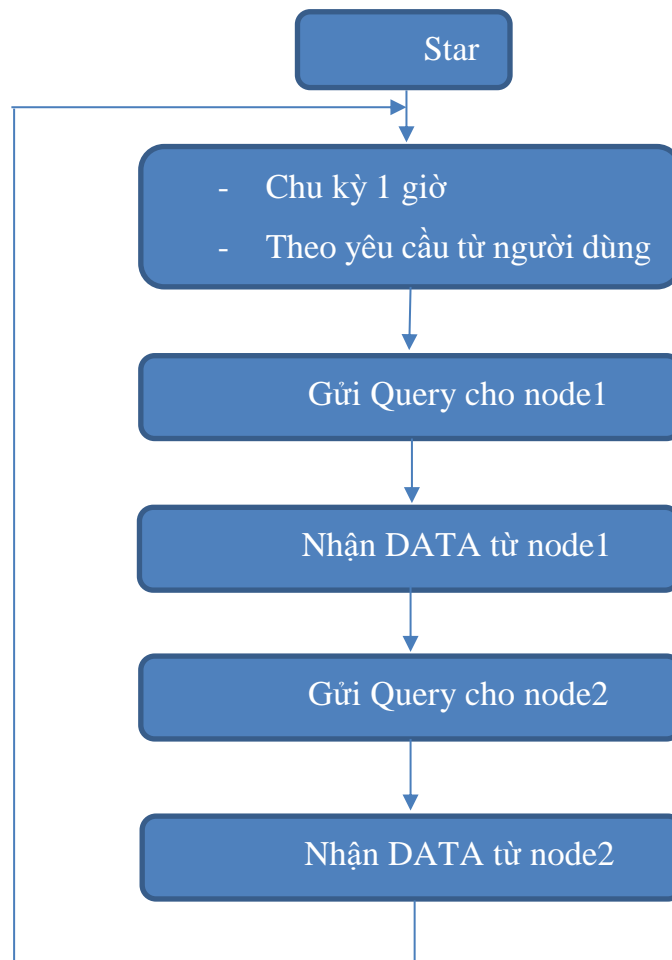 Star
- Chu kỳ 1 giờ
- Theo yêu cầu từ người dùng
Gửi Query cho node1
Nhận DATA từ node1
Gửi Query cho node2
Nhận DATA từ node2